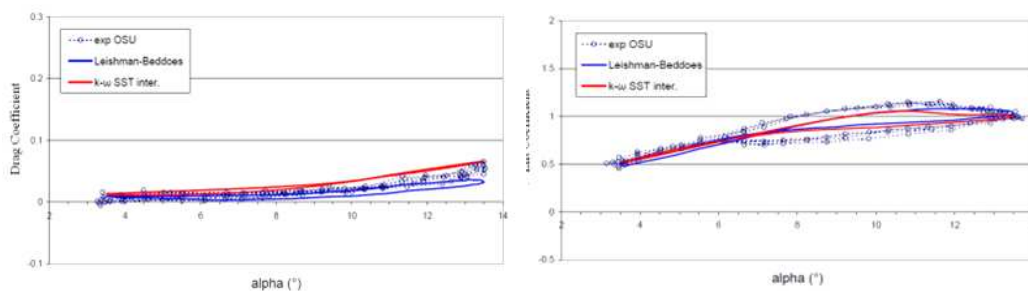 0.3
0.2
0.1
0
-0.1
2
4
6
8
10
12
14
exp OSU
Leishman-Beddoes
k-ω SST inter.
Drag Coefficient
alpha (°)
2
1.5
1
0.5
0
-0.5
2
4
6
8
10
12
exp OSU
Leishman-Beddoes
k-ω SST inter.
Coefficient
alpha (°)